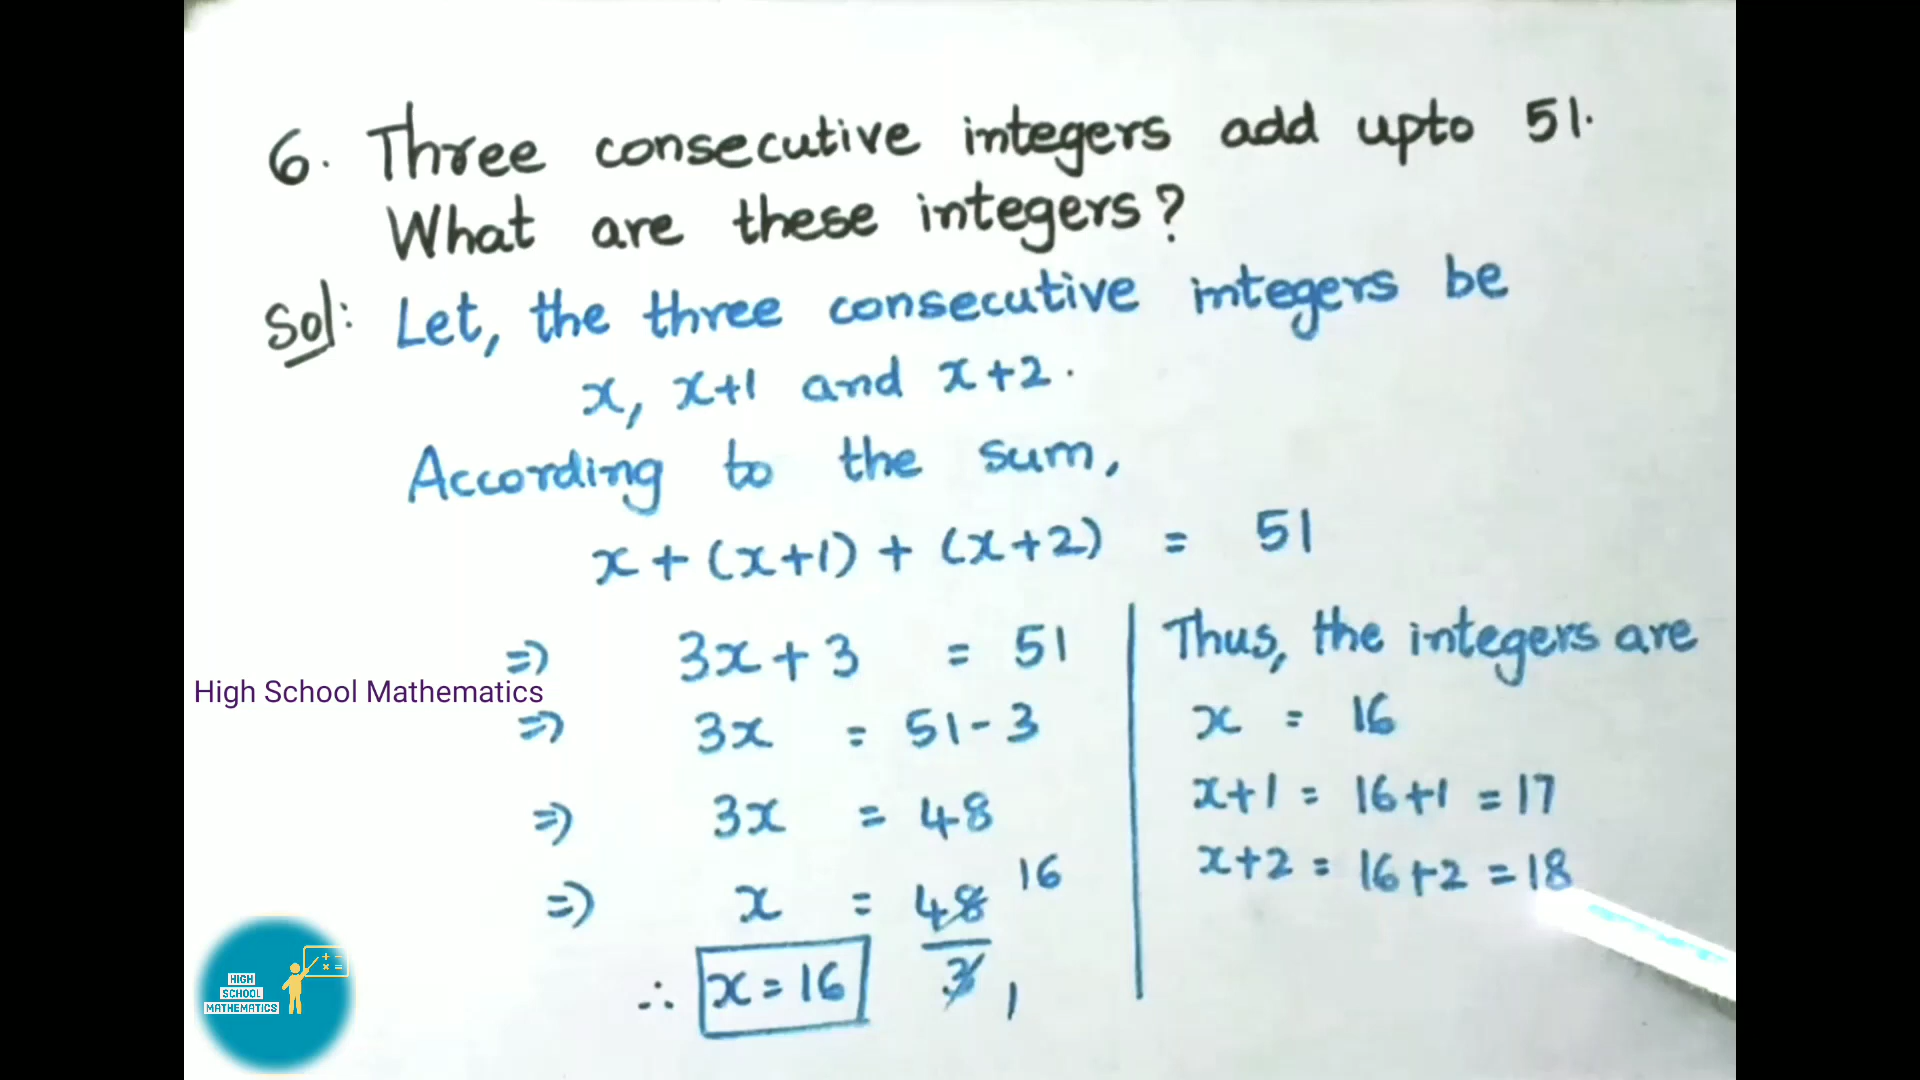 6. Three consecutive integers add upto 51.
What are these integers?
Sol: Let, the three consecutive integers be
x, x+1 and x+2.
According to the sum,
x + (x+1) + (x+2) = 51
⇒ 3x + 3 = 51
⇒ 3x = 51 - 3
⇒ 3x = 48
⇒ x = 48 16
3 1
∴ x = 16
Thus, the integers are
x = 16
x+1 = 16+1 = 17
x+2 = 16+2 = 18
High School Mathematics
HIGH
SCHOOL
MATHEMATICS
+ -
× =